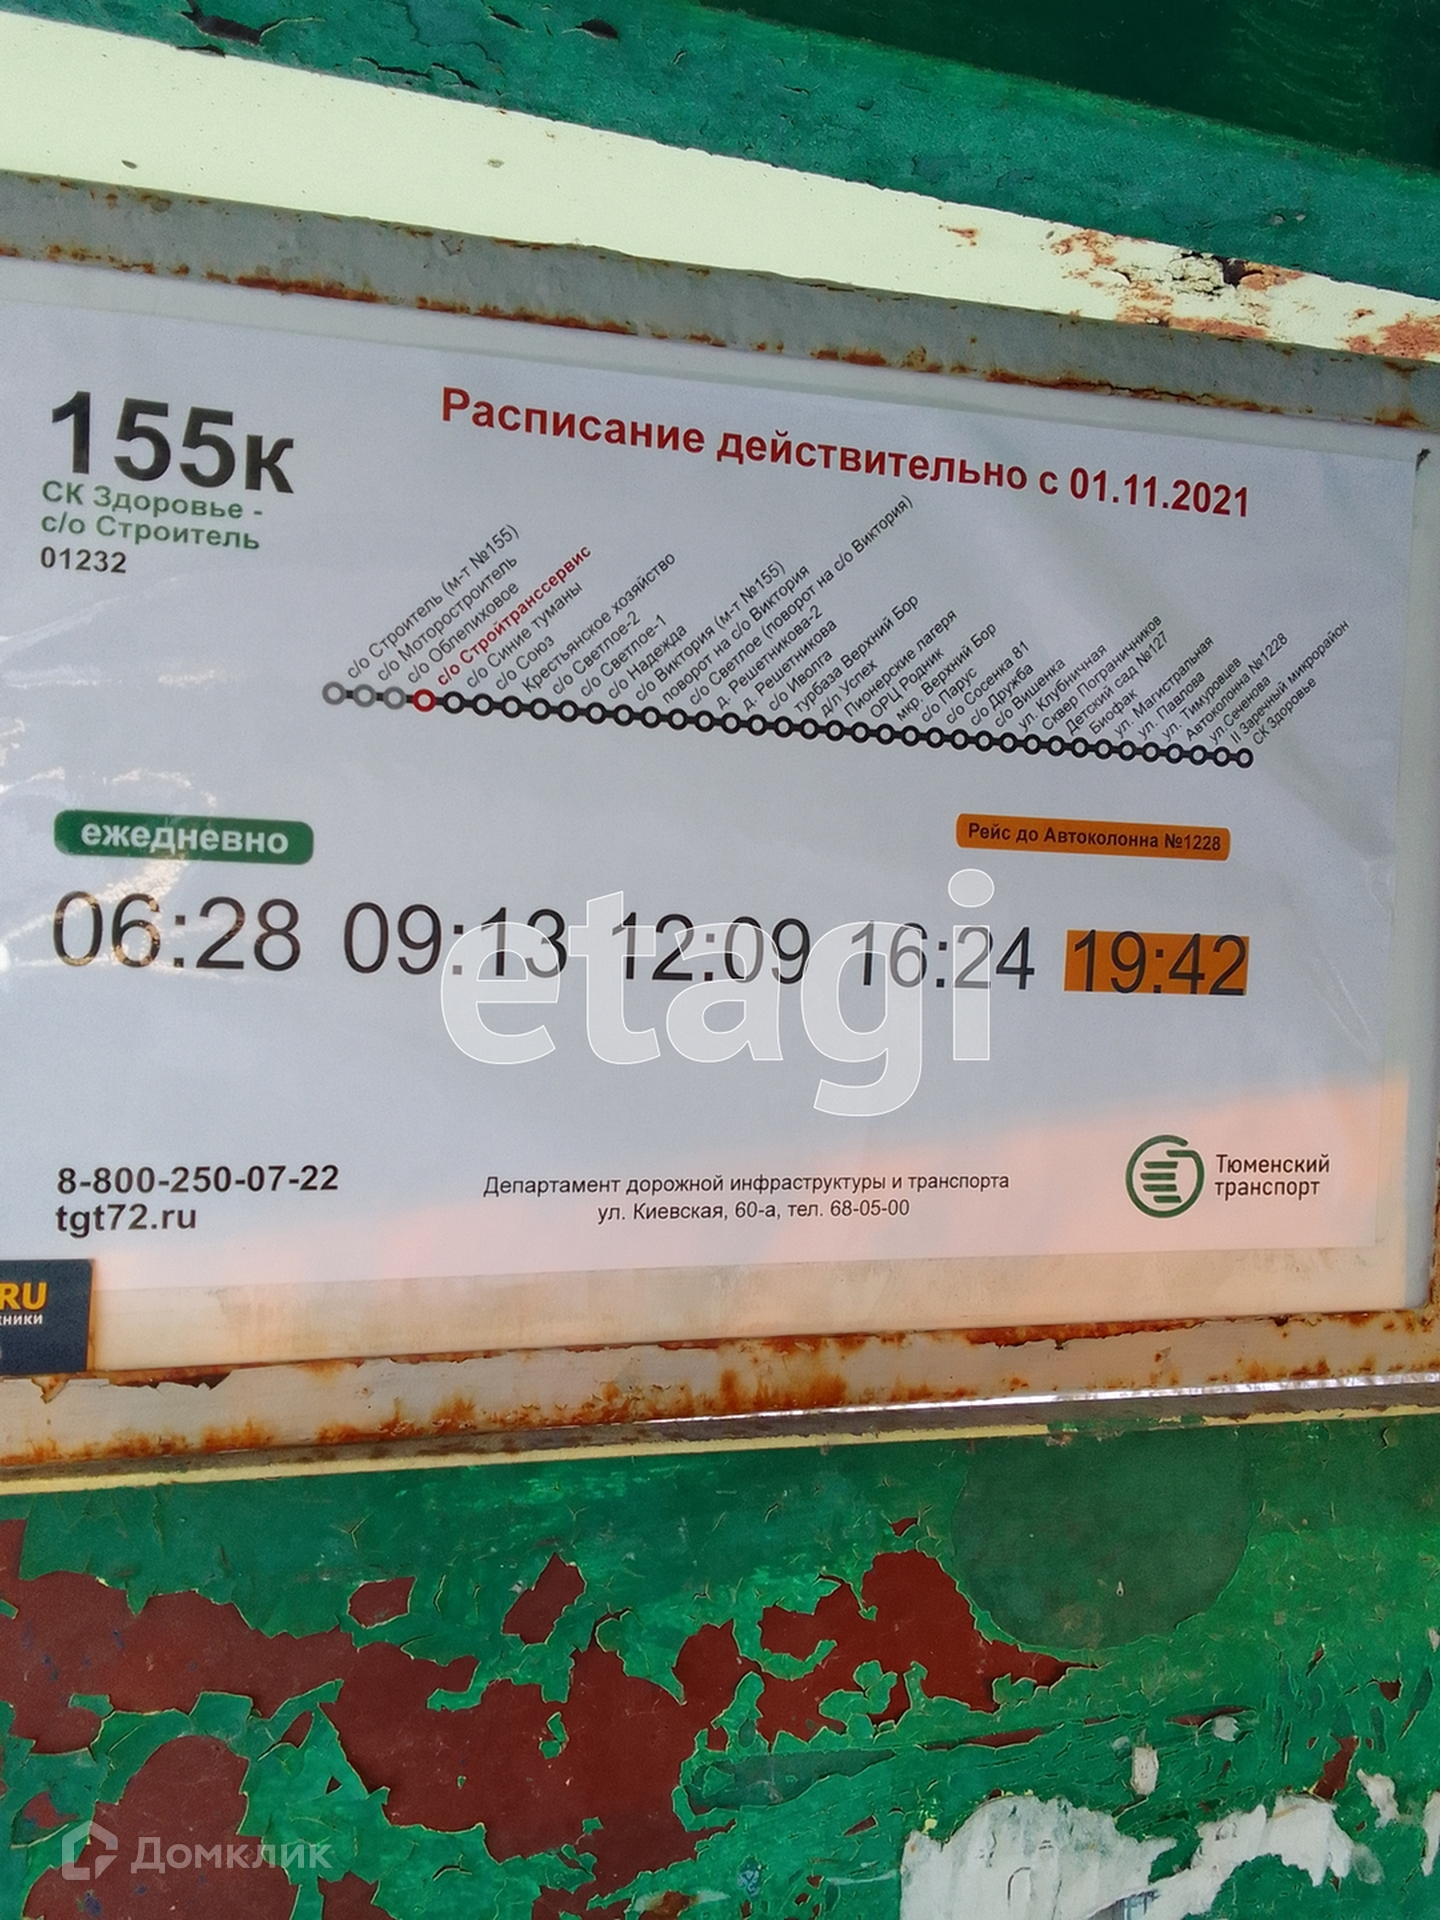 155к
СК Здоровье -
с/о Строитель
01232
Расписание действительно с 01.11.2021
с/о Строитель (м-т №155)
с/о Моторостроитель
с/о Облепиховое
с/о Стройтранссервис
с/о Синие туманы
с/о Союз
Крестьянское хозяйство
с/о Светлое-2
с/о Светлое-1
с/о Надежда
с/о Виктория (м-т №155)
поворот на с/о Виктория
с/о Светлое (поворот на с/о Виктория)
д. Решетникова-2
д. Решетникова
с/о Иволга
турбаза Верхний Бор
д/п Успех
Пионерские лагеря
ОРЦ Родник
мкр. Верхний Бор
с/о Парус
с/о Сосенка 81
с/о Дружба
с/о Вишенка
ул. Клубничная
Сквер Пограничников
Детский сад №127
Биофак
ул. Магистральная
ул. Павлова
ул. Тимуровцев
Автоколонна №1228
ул.Сеченова
II Заречный микрорайон
СК Здоровье
ежедневно
Рейс до Автоколонна №1228
06:28 09:13 12:09 16:24 19:42
etagi
8-800-250-07-22
tgt72.ru
Департамент дорожной инфраструктуры и транспорта
ул. Киевская, 60-а, тел. 68-05-00
Тюменский
транспорт
RU
Домклик